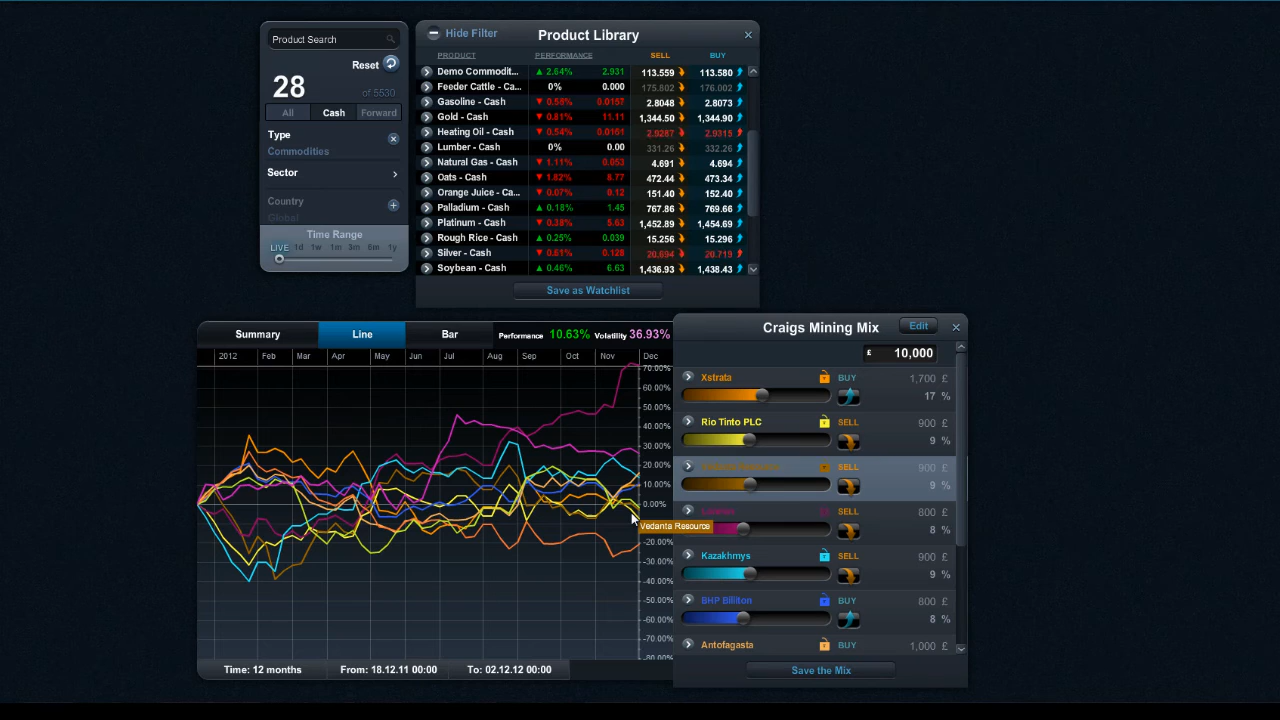 Product Search
Reset
28 of 5530
All Cash Forward
Type
Commodities
Sector
Country
Global
Time Range
LIVE 1d 1w 1m 3m 6m 1y
Hide Filter Product Library
PRODUCT PERFORMANCE SELL BUY
Demo Commodit... 2.64% 2.931 113.559 113.580
Feeder Cattle - Ca... 0% 0.000 175.802 176.002
Gasoline - Cash 0.56% 0.0157 2.8048 2.8073
Gold - Cash 0.81% 11.11 1,344.50 1,344.90
Heating Oil - Cash 0.54% 0.0161 2.9287 2.9315
Lumber - Cash 0% 0.00 331.26 332.26
Natural Gas - Cash 1.11% 0.053 4.691 4.694
Oats - Cash 1.82% 8.77 472.44 473.34
Orange Juice - Ca... 0.07% 0.12 151.40 152.40
Palladium - Cash 0.18% 1.45 767.86 769.66
Platinum - Cash 0.38% 5.63 1,452.89 1,454.69
Rough Rice - Cash 0.25% 0.039 15.256 15.296
Silver - Cash 0.61% 0.128 20.694 20.719
Soybean - Cash 0.46% 6.63 1,436.93 1,438.43
Save as Watchlist
Summary Line Bar Performance 10.63% Volatility 36.93%
2012 Feb Mar Apr May Jun Jul Aug Sep Oct Nov Dec
70.00%
60.00%
50.00%
40.00%
30.00%
20.00%
10.00%
0.00%
Vedanta Resource
-20.00%
-30.00%
-40.00%
-50.00%
-60.00%
-70.00%
-80.00%
Time: 12 months From: 18.12.11 00:00 To: 02.12.12 00:00
Craigs Mining Mix Edit
£ 10,000
Xstrata BUY 1,700 £
17 %
Rio Tinto PLC SELL 900 £
9 %
SELL 900 £
9 %
SELL 800 £
8 %
Kazakhmys SELL 900 £
9 %
BHP Billiton BUY 800 £
8 %
Antofagasta BUY 1,000 £
Save the Mix